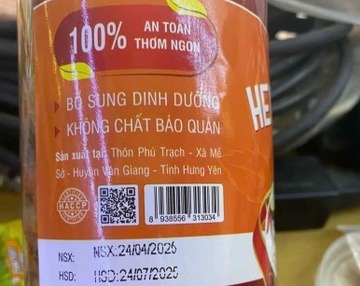 100% AN TOÀN
THƠM NGON
BỔ SUNG DINH DƯỠNG
KHÔNG CHẤT BẢO QUẢN
Sản xuất tại: Thôn Phú Trạch - Xã Mễ
Sở - Huyện Văn Giang - Tỉnh Hưng Yên
HACCP
8 938556 313034
NSX: NSX:24/04/2025
HSD: HSD:24/07/2025
HE